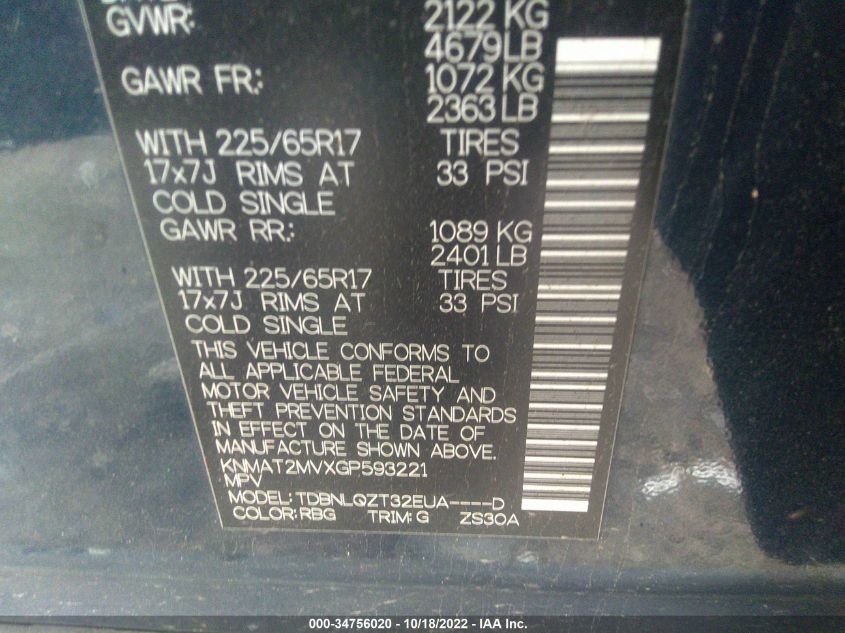 GVWR: 2122 KG
4679 LB
GAWR FR.: 1072 KG
2363 LB
WITH 225/65R17 TIRES
17x7J RIMS AT 33 PSI
COLD SINGLE
GAWR RR.: 1089 KG
2401 LB
WITH 225/65R17 TIRES
17x7J RIMS AT 33 PSI
COLD SINGLE
THIS VEHICLE CONFORMS TO
ALL APPLICABLE FEDERAL
MOTOR VEHICLE SAFETY AND
THEFT PREVENTION STANDARDS
IN EFFECT ON THE DATE OF
MANUFACTURE SHOWN ABOVE.
KNMAT2MVXGP593221
MPV
MODEL: TDBNLQZT32EUA----D
COLOR: RBG TRIM: G ZS30A
000-34756020 - 10/18/2022 - IAA Inc.